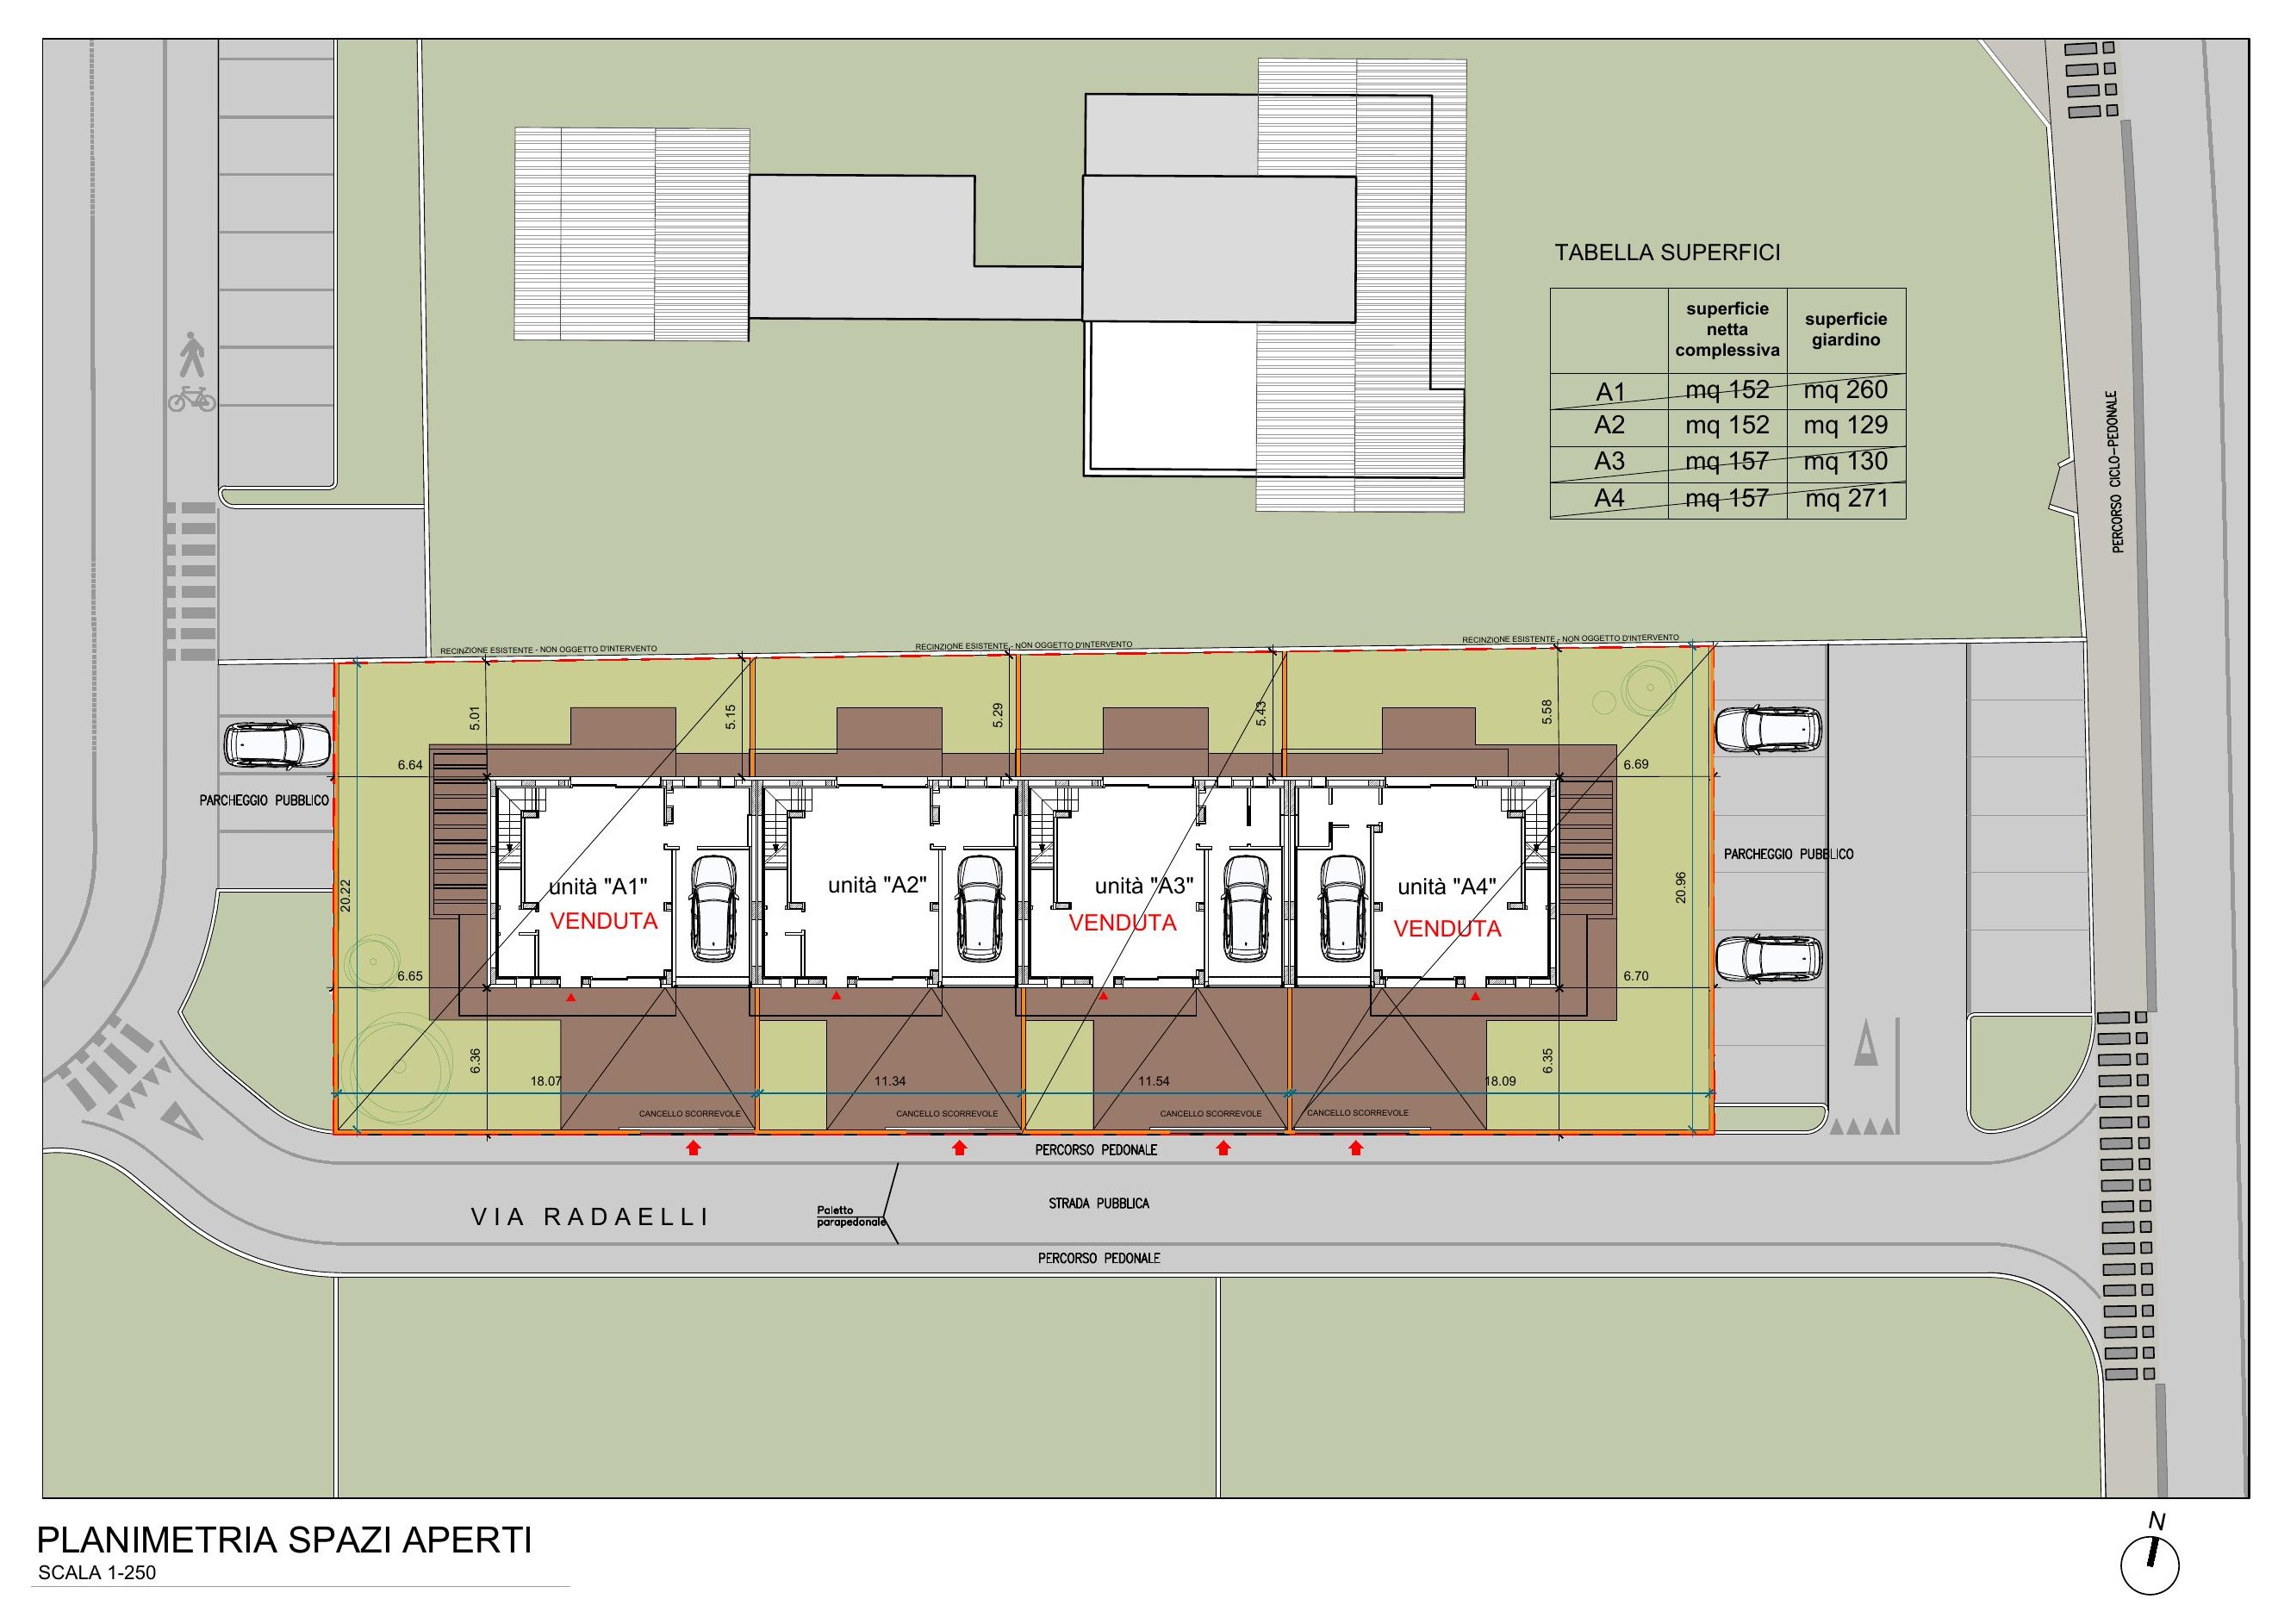 TABELLA SUPERFICI
superficie
netta
complessiva
superficie
giardino
A1 mq 152 mq 260
A2 mq 152 mq 129
A3 mq 157 mq 130
A4 mq 157 mq 271
PERCORSO CICLO-PEDONALE
RECINZIONE ESISTENTE - NON OGGETTO D'INTERVENTO
RECINZIONE ESISTENTE - NON OGGETTO D'INTERVENTO
RECINZIONE ESISTENTE - NON OGGETTO D'INTERVENTO
5.01
5.15
5.29
5.43
5.58
6.64
6.69
PARCHEGGIO PUBBLICO
PARCHEGGIO PUBBLICO
20.22
20.96
unità "A1"
VENDUTA
unità "A2"
unità "A3"
VENDUTA
unità "A4"
VENDUTA
6.65
6.70
6.36
6.35
18.07
11.34
11.54
18.09
CANCELLO SCORREVOLE
CANCELLO SCORREVOLE
CANCELLO SCORREVOLE
CANCELLO SCORREVOLE
PERCORSO PEDONALE
VIA RADAELLI
Paletto
parapedonale
STRADA PUBBLICA
PERCORSO PEDONALE
PLANIMETRIA SPAZI APERTI
SCALA 1-250
N